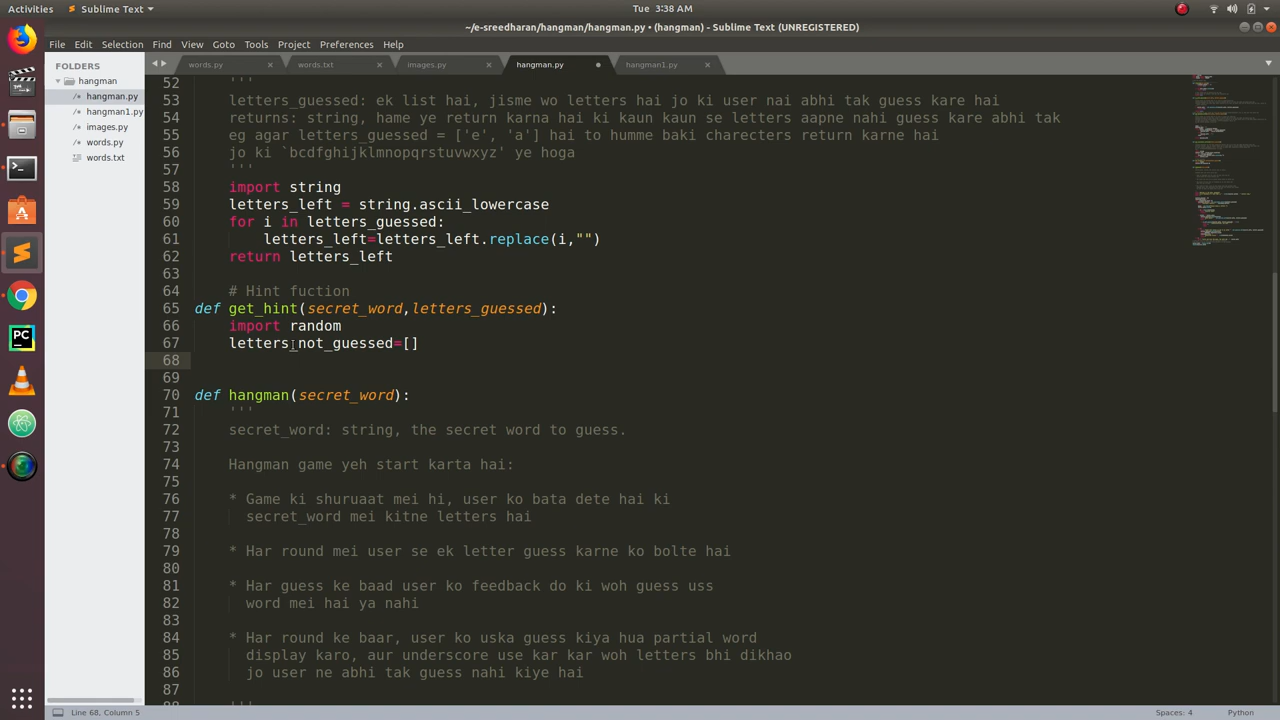 Activities Sublime Text Tue 3:38 AM
~/e-sreedharan/hangman/hangman.py • (hangman) - Sublime Text (UNREGISTERED)
File Edit Selection Find View Goto Tools Project Preferences Help
FOLDERS
hangman
/* hangman.py
/* hangman1.py
/* images.py
/* words.py
words.txt
words.py × words.txt × images.py × hangman.py • hangman1.py ×
52 '''
53 letters_guessed: ek list hai, isme wo letters hai jo ki user nahi abhi tak guess kare hai
54 returns: string, hame ye return karna hai ki kaun kaun se letters aapne nahi guess kare abhi tak
55 eg agar letters_guessed = ['e', 'a'] hai to humme baki charecters return karne hai
56 jo ki `bcdfghijklmnopqrstuvwxyz' ye hoga
57 '''
58 import string
59 letters_left = string.ascii_lowercase
60 for i in letters_guessed:
61 letters_left=letters_left.replace(i,"")
62 return letters_left
63
64 # Hint fuction
65 def get_hint(secret_word,letters_guessed):
66 import random
67 letters_not_guessed=[]
68
69
70 def hangman(secret_word):
71 '''
72 secret_word: string, the secret word to guess.
73
74 Hangman game yeh start karta hai:
75
76 * Game ki shuruaat mei hi, user ko bata dete hai ki
77 secret_word mei kitne letters hai
78
79 * Har round mei user se ek letter guess karne ko bolte hai
80
81 * Har guess ke baad user ko feedback do ki woh guess uss
82 word mei hai ya nahi
83
84 * Har round ke baar, user ko uska guess kiya hua partial word
85 display karo, aur underscore use kar kar woh letters bhi dikhao
86 jo user ne abhi tak guess nahi kiye hai
87
88 '''
Line 68, Column 5 Spaces: 4 Python